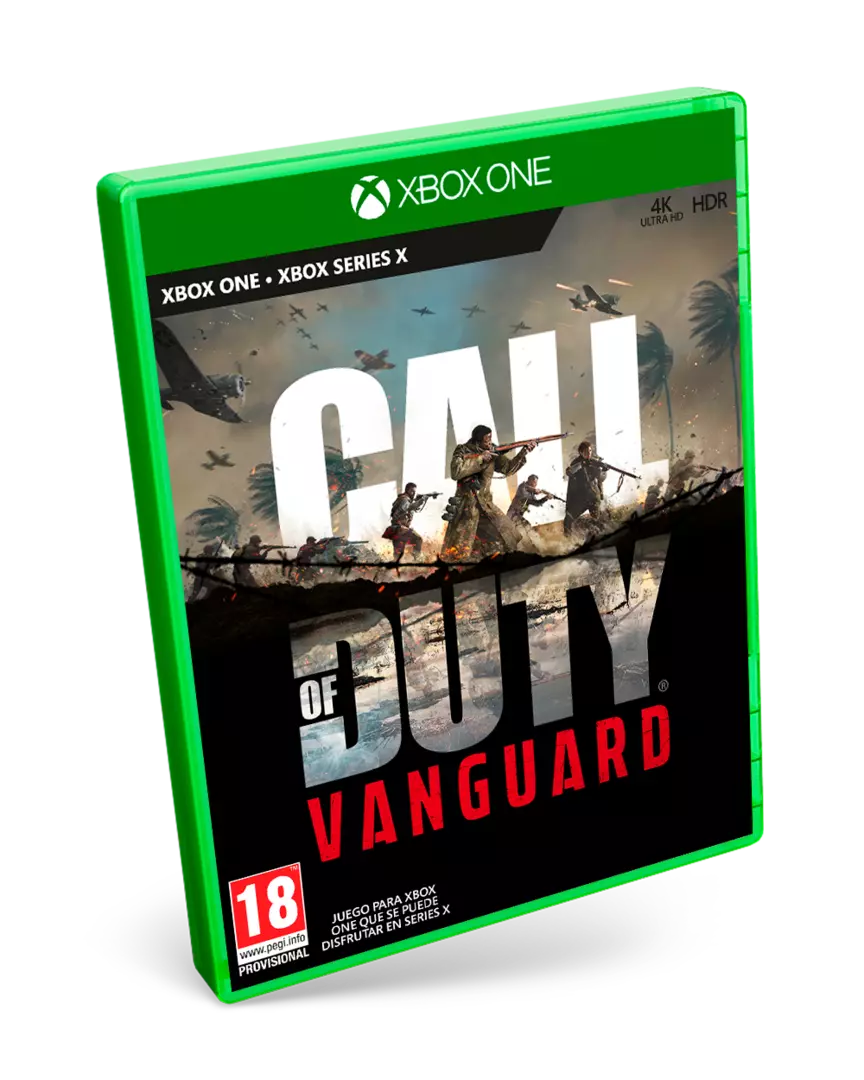 XBOX ONE
4K
ULTRA HD
HDR
XBOX ONE • XBOX SERIES X
CALL
OF DUTY®
VANGUARD
18™
www.pegi.info
PROVISIONAL
JUEGO PARA XBOX
ONE QUE SE PUEDE
DISFRUTAR EN SERIES X